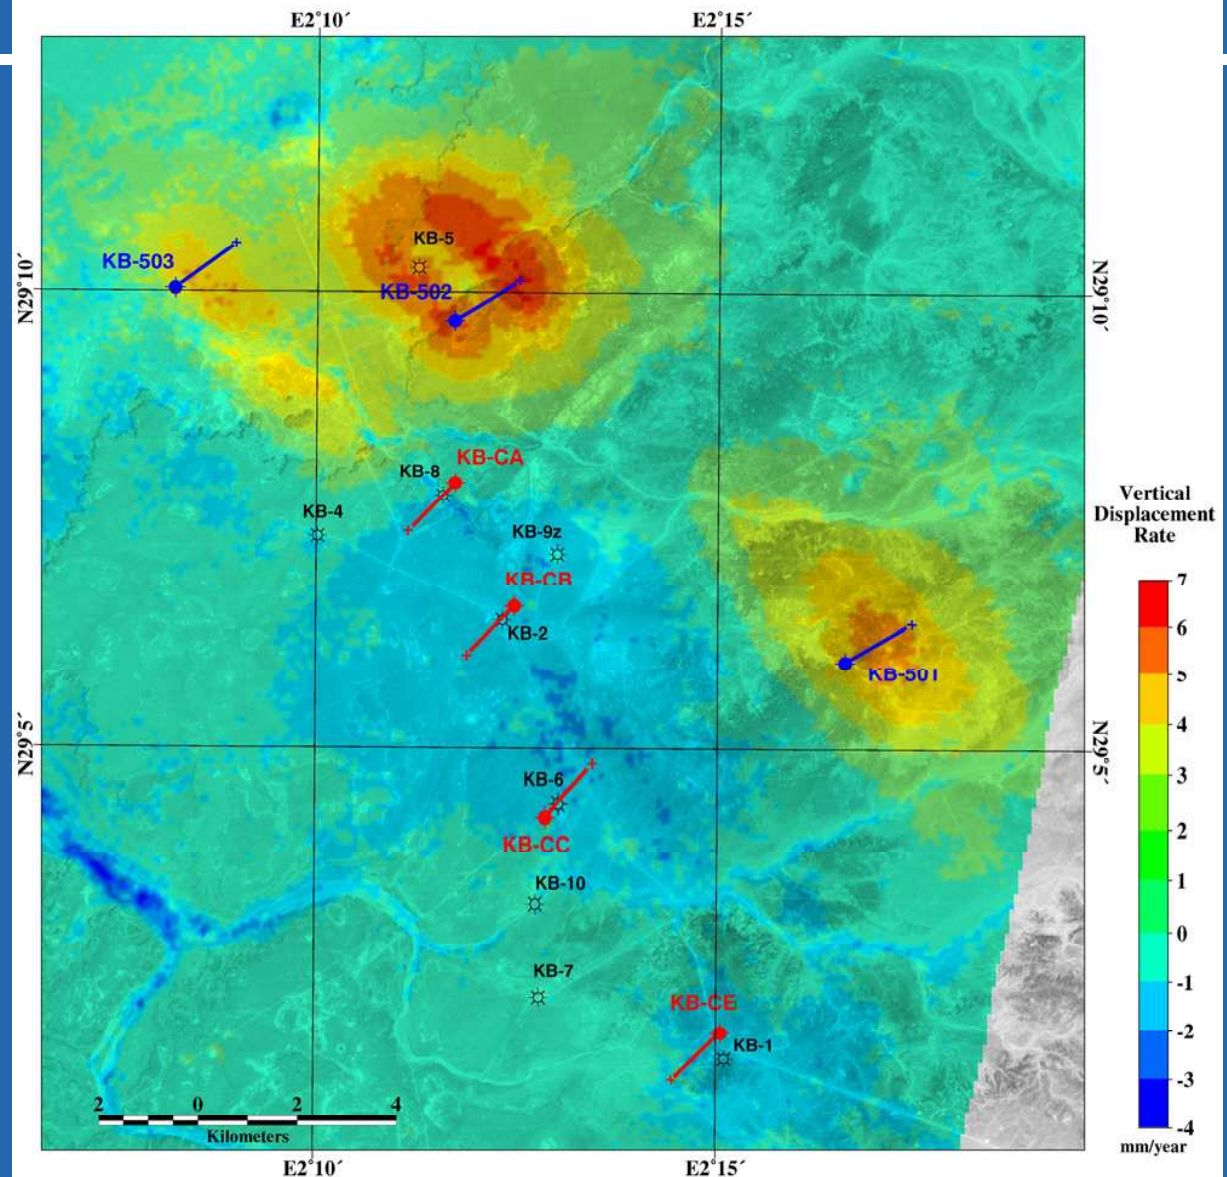 E2°10´ E2°15´
KB-5
KB-503
KB-502
N29°10´
N29°10´
KB-CA
KB-8
KB-4
KB-9z
KB-CB
KB-2
KB-501
Vertical
Displacement
Rate
7
6
5
4
3
2
1
0
-1
-2
-3
-4
mm/year
N29°5´
N29°5´
KB-6
KB-CC
KB-10
KB-7
KB-CE
KB-1
2 0 2 4
Kilometers
E2°10´ E2°15´